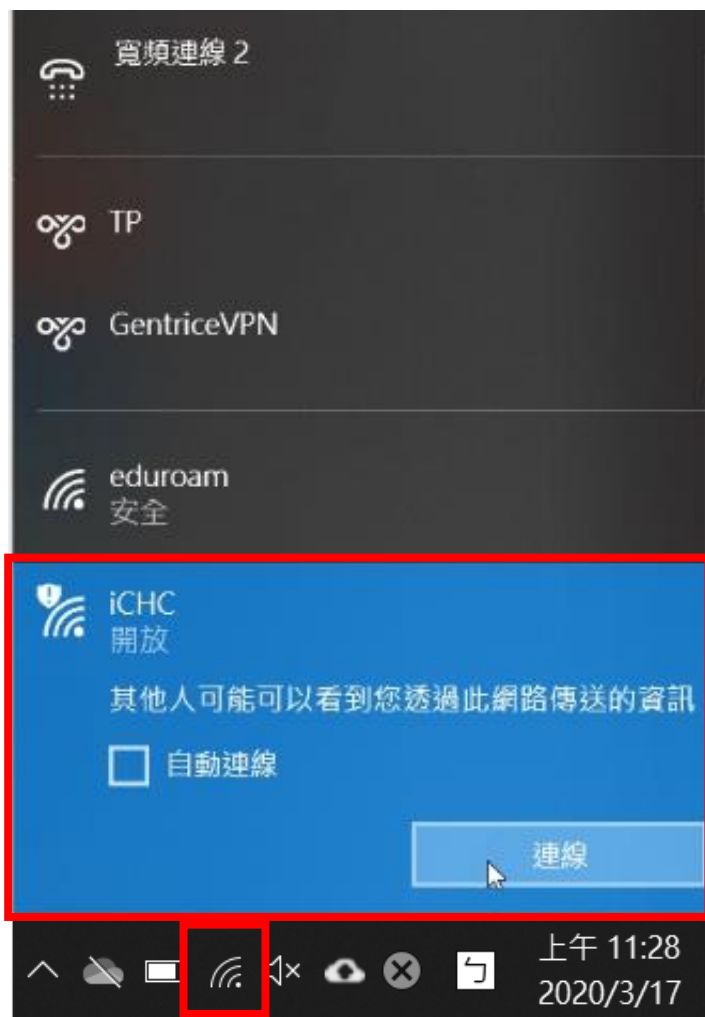 寬頻連線 2
TP
GentriceVPN
eduroam
安全
iCHC
開放
其他人可能可以看到您透過此網路傳送的資訊
自動連線
連線
ㄅ
上午 11:28
2020/3/17